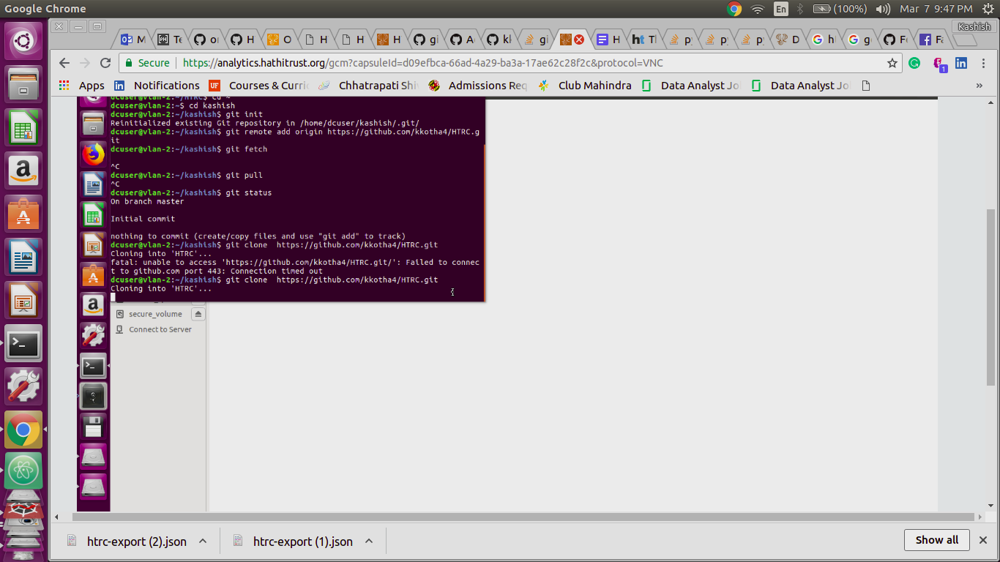 Google Chrome
En
(100%)
Mar 7 9:47 PM
Kashish
M
Te
H
O
H
H
H
gi
A
kk
gi
H
ht Tl
p
p
D
G h
G g
F
Secure
https://analytics.hathitrust.org/gcm?capsuleId=d09efbca-66ad-4a29-ba3a-17ae62c28f2c&protocol=VNC
1
Apps
Notifications
UF Courses & Curric
Chhatrapati Shiv
Admissions Req
Club Mahindra
Data Analyst Jo
Data Analyst Jo
»
dcuser@vlan-2:~/HTRC$ cd ~
dcuser@vlan-2:~$ cd kashish
dcuser@vlan-2:~/kashish$ git init
Reinitialized existing Git repository in /home/dcuser/kashish/.git/
dcuser@vlan-2:~/kashish$ git remote add origin https://github.com/kkotha4/HTRC.g
it
dcuser@vlan-2:~/kashish$ git fetch
^C
dcuser@vlan-2:~/kashish$ git pull
^C
dcuser@vlan-2:~/kashish$ git status
On branch master
Initial commit
nothing to commit (create/copy files and use "git add" to track)
dcuser@vlan-2:~/kashish$ git clone  https://github.com/kkotha4/HTRC.git
Cloning into 'HTRC'...
fatal: unable to access 'https://github.com/kkotha4/HTRC.git/': Failed to connec
t to github.com port 443: Connection timed out
dcuser@vlan-2:~/kashish$ git clone  https://github.com/kkotha4/HTRC.git
Cloning into 'HTRC'...
secure_volume
Connect to Server
htrc-export (2).json
htrc-export (1).json
Show all